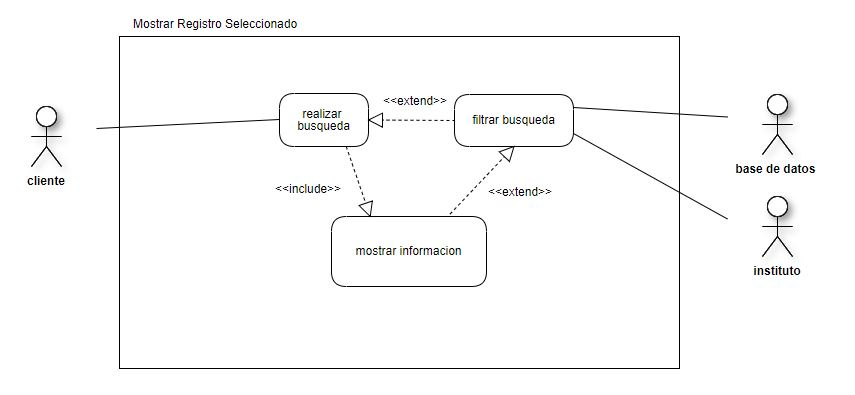 Mostrar Registro Seleccionado
realizar
busqueda
<<extend>>
filtrar busqueda
cliente
base de datos
<<include>>
<<extend>>
mostrar informacion
instituto